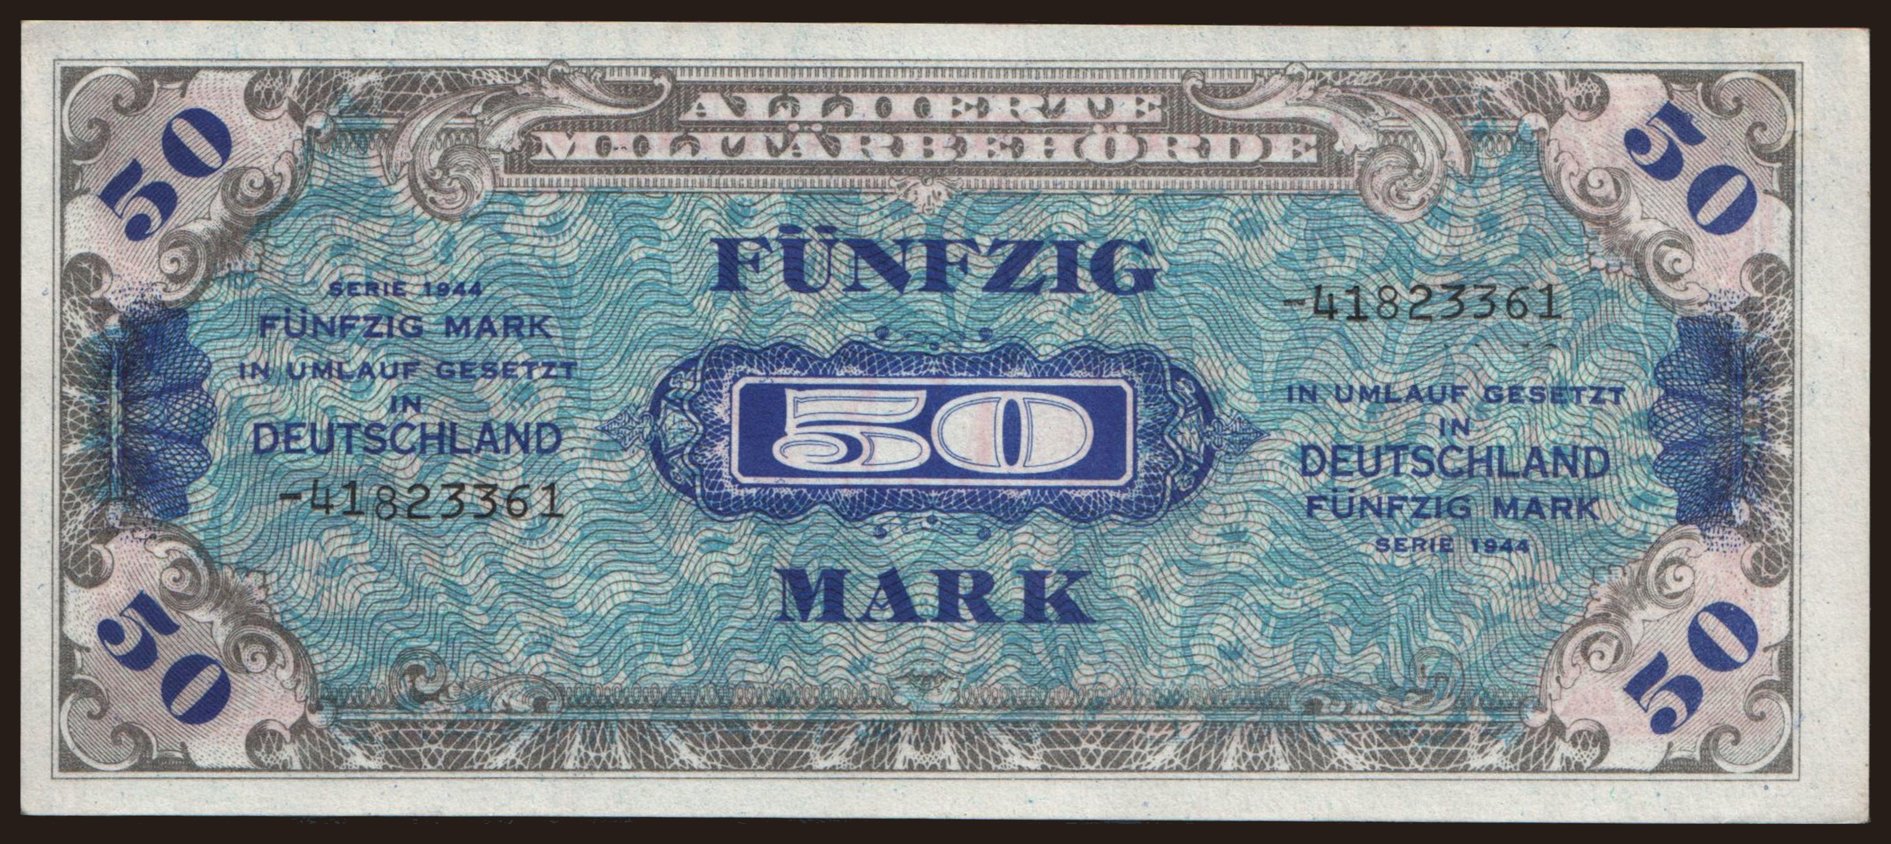 ALLIIERTE
MILITÄRBEHÖRDE
50
50
FÜNFZIG
SERIE 1944
FÜNFZIG MARK
IN UMLAUF GESETZT
IN
DEUTSCHLAND
-41823361
50
-41823361
IN UMLAUF GESETZT
IN
DEUTSCHLAND
FÜNFZIG MARK
SERIE 1944
MARK
50
50